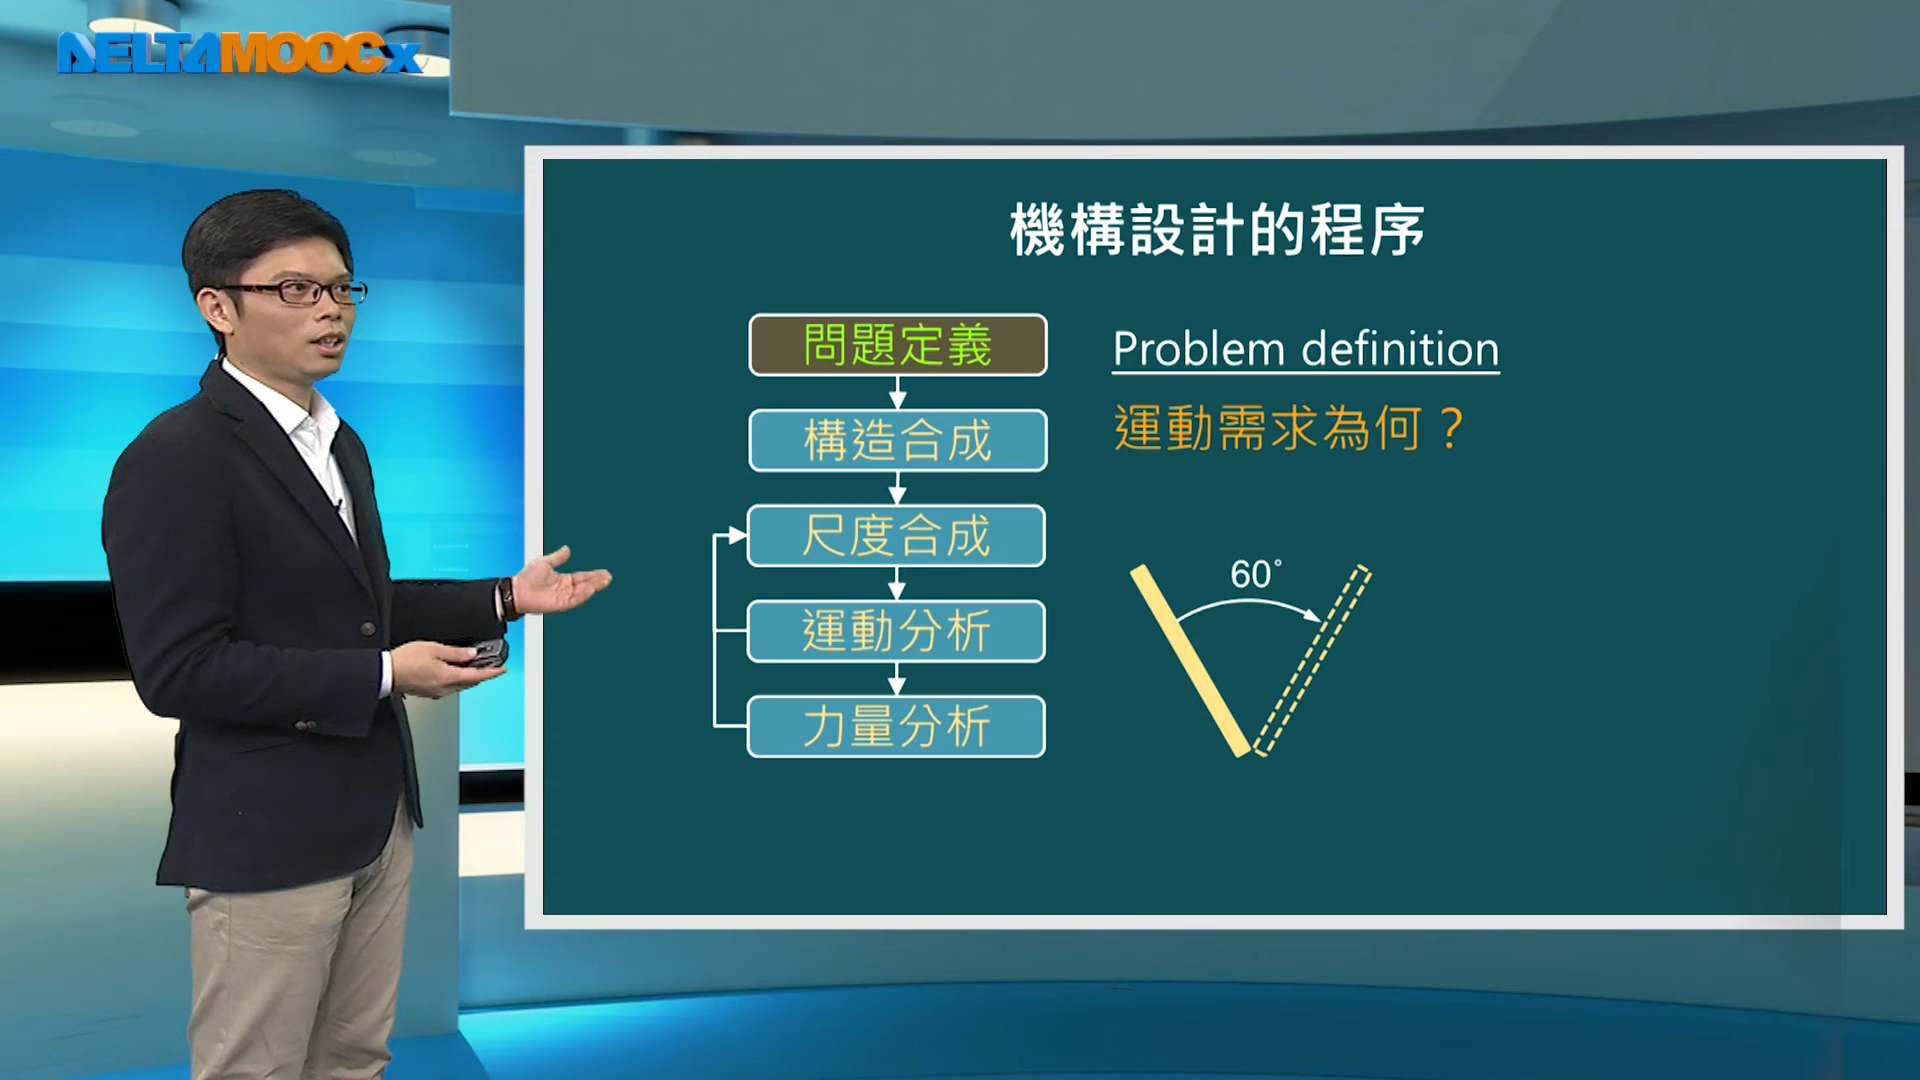 DELTAMOOCx
機構設計的程序
問題定義
構造合成
尺度合成
運動分析
力量分析
Problem definition
運動需求為何？
60°